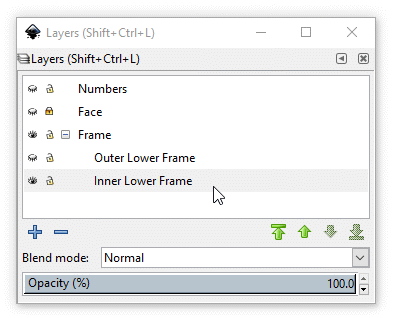 Layers (Shift+Ctrl+L)
Layers (Shift+Ctrl+L)
Numbers
Face
Frame
Outer Lower Frame
Inner Lower Frame
Blend mode: Normal
Opacity (%) 100.0